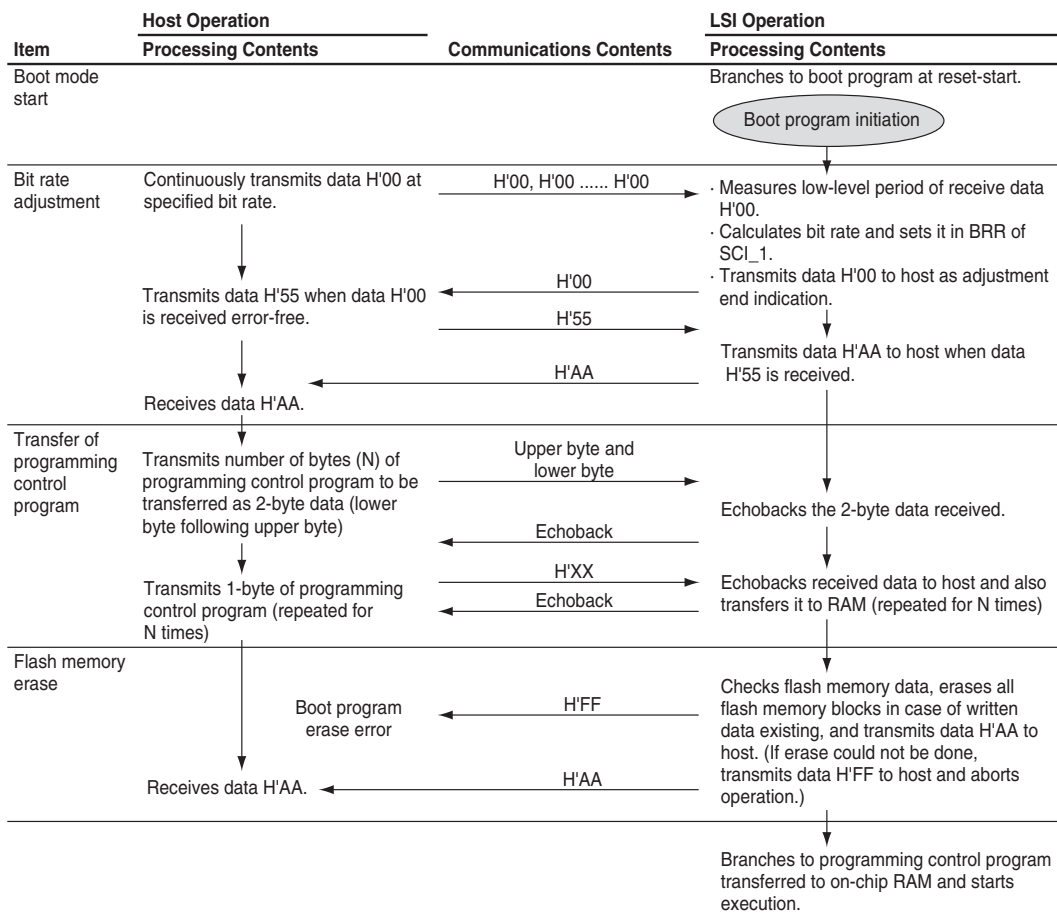 Host Operation
LSI Operation
Item
Processing Contents
Communications Contents
Processing Contents
Boot mode
start
Branches to boot program at reset-start.
Boot program initiation
Bit rate
adjustment
Continuously transmits data H'00 at
specified bit rate.
H'00, H'00 ...... H'00
· Measures low-level period of receive data
H'00.
· Calculates bit rate and sets it in BRR of
SCI_1.
· Transmits data H'00 to host as adjustment
end indication.
H'00
Transmits data H'55 when data H'00
is received error-free.
H'55
Transmits data H'AA to host when data
H'55 is received.
H'AA
Receives data H'AA.
Transfer of
programming
control
program
Transmits number of bytes (N) of
programming control program to be
transferred as 2-byte data (lower
byte following upper byte)
Upper byte and
lower byte
Echobacks the 2-byte data received.
Echoback
Transmits 1-byte of programming
control program (repeated for
N times)
H'XX
Echoback
Echobacks received data to host and also
transfers it to RAM (repeated for N times)
Flash memory
erase
Boot program
erase error
H'FF
Checks flash memory data, erases all
flash memory blocks in case of written
data existing, and transmits data H'AA to
host. (If erase could not be done,
transmits data H'FF to host and aborts
operation.)
Receives data H'AA.
H'AA
Branches to programming control program
transferred to on-chip RAM and starts
execution.